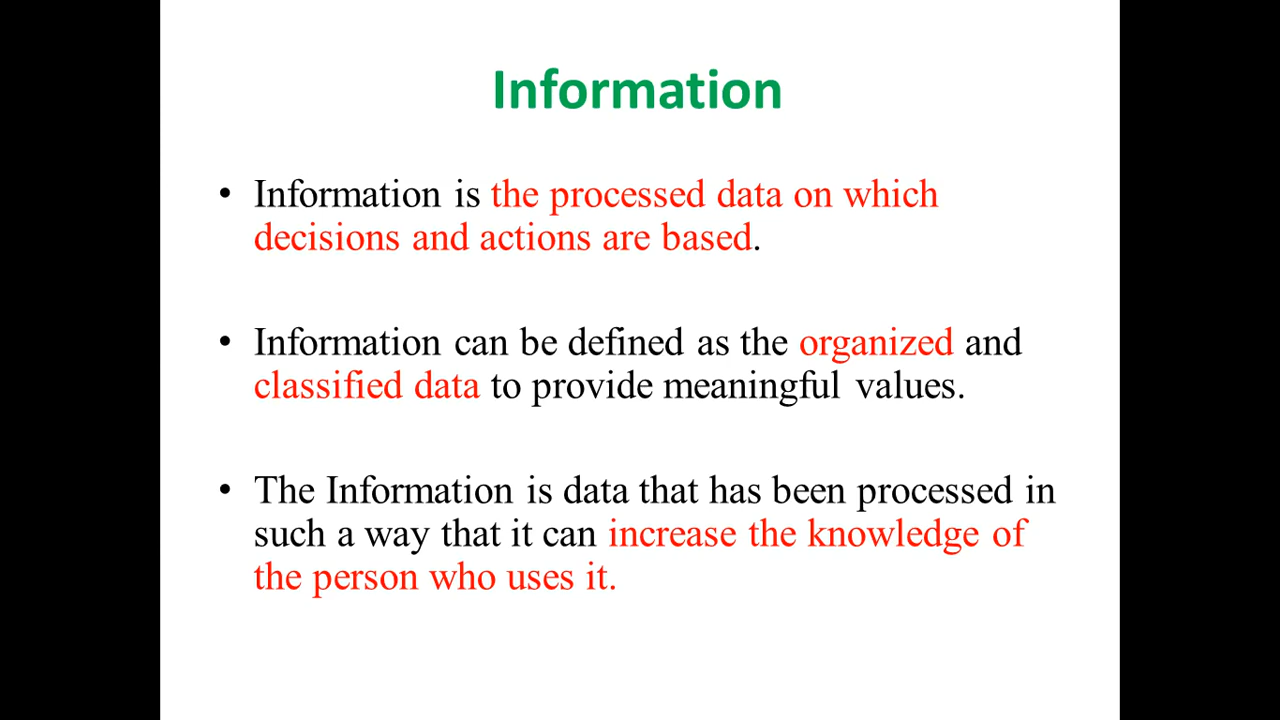 Information
• Information is the processed data on which
decisions and actions are based.
• Information can be defined as the organized and
classified data to provide meaningful values.
• The Information is data that has been processed in
such a way that it can increase the knowledge of
the person who uses it.